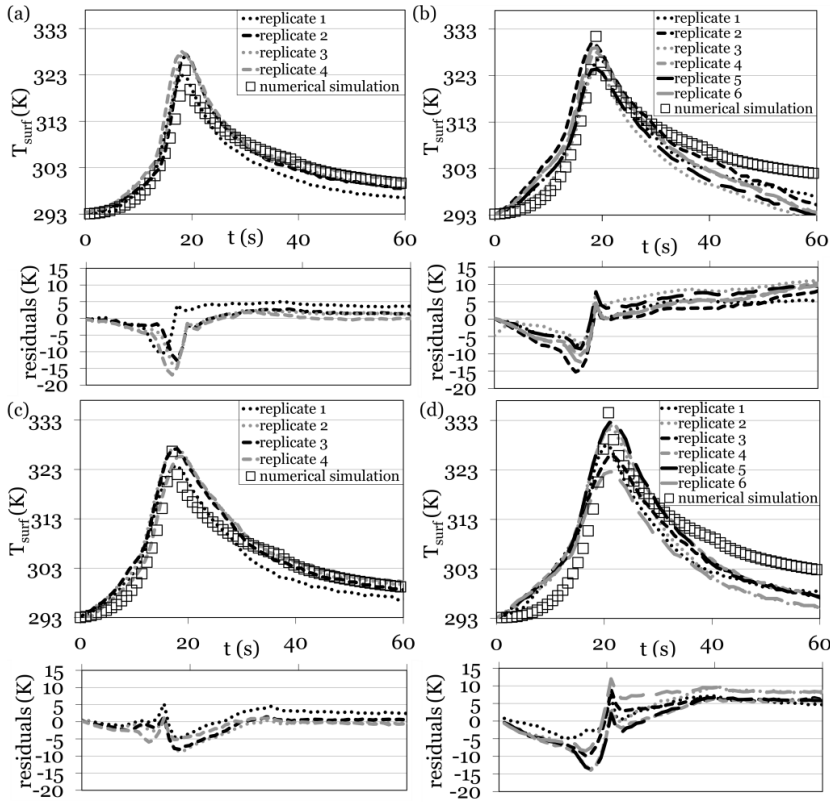 (a)
333
323
313
303
293
T_surf (K)
0
20
40
60
t (s)
replicate 1
replicate 2
replicate 3
replicate 4
numerical simulation
15
10
5
0
-5
-10
-15
-20
residuals (K)
(b)
333
323
313
303
293
T_surf (K)
0
20
40
60
t (s)
replicate 1
replicate 2
replicate 3
replicate 4
replicate 5
replicate 6
numerical simulation
15
10
5
0
-5
-10
-15
-20
residuals (K)
(c)
333
323
313
303
293
T_surf (K)
0
20
40
60
t (s)
replicate 1
replicate 2
replicate 3
replicate 4
numerical simulation
15
10
5
0
-5
-10
-15
-20
residuals (K)
(d)
333
323
313
303
293
T_surf (K)
0
20
40
60
t (s)
replicate 1
replicate 2
replicate 3
replicate 4
replicate 5
replicate 6
numerical simulation
15
10
5
0
-5
-10
-15
-20
residuals (K)